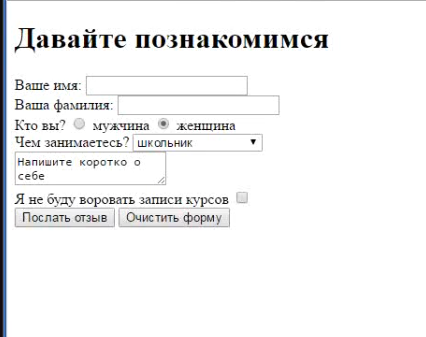 Давайте познакомимся
Ваше имя:
Ваша фамилия:
Кто вы? мужчина женщина
Чем занимаетесь? школьник
Напишите коротко о
себе
Я не буду воровать записи курсов
Послать отзыв Очистить форму